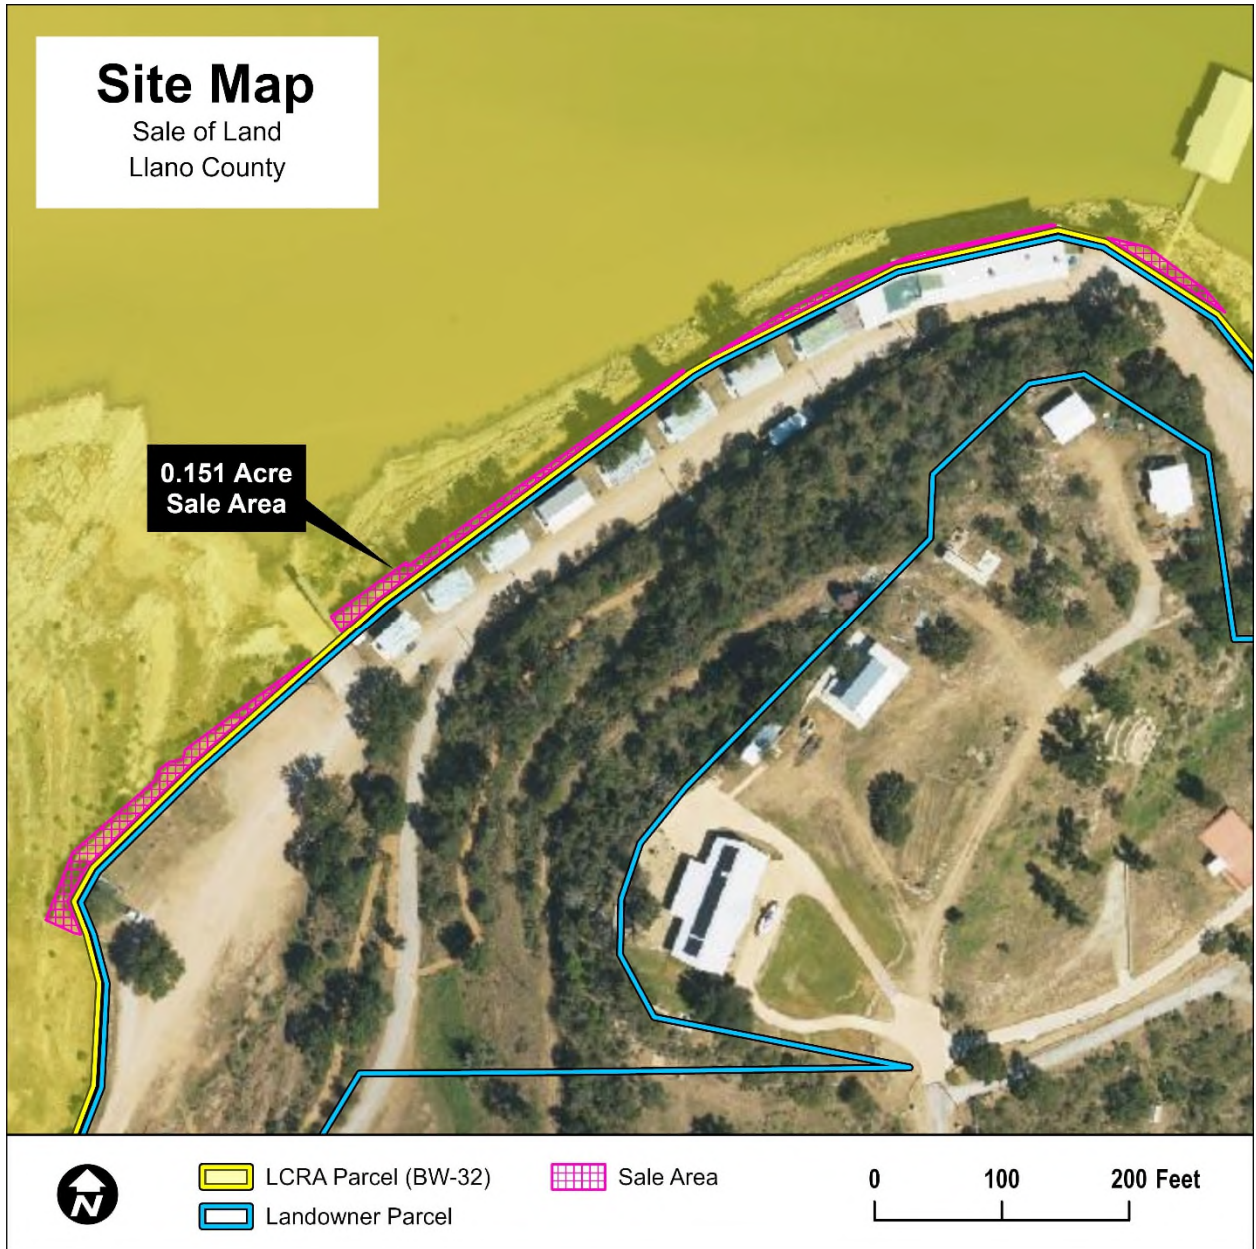 Site Map
Sale of Land
Llano County
0.151 Acre
Sale Area
N
LCRA Parcel (BW-32)
Landowner Parcel
Sale Area
0 100 200 Feet